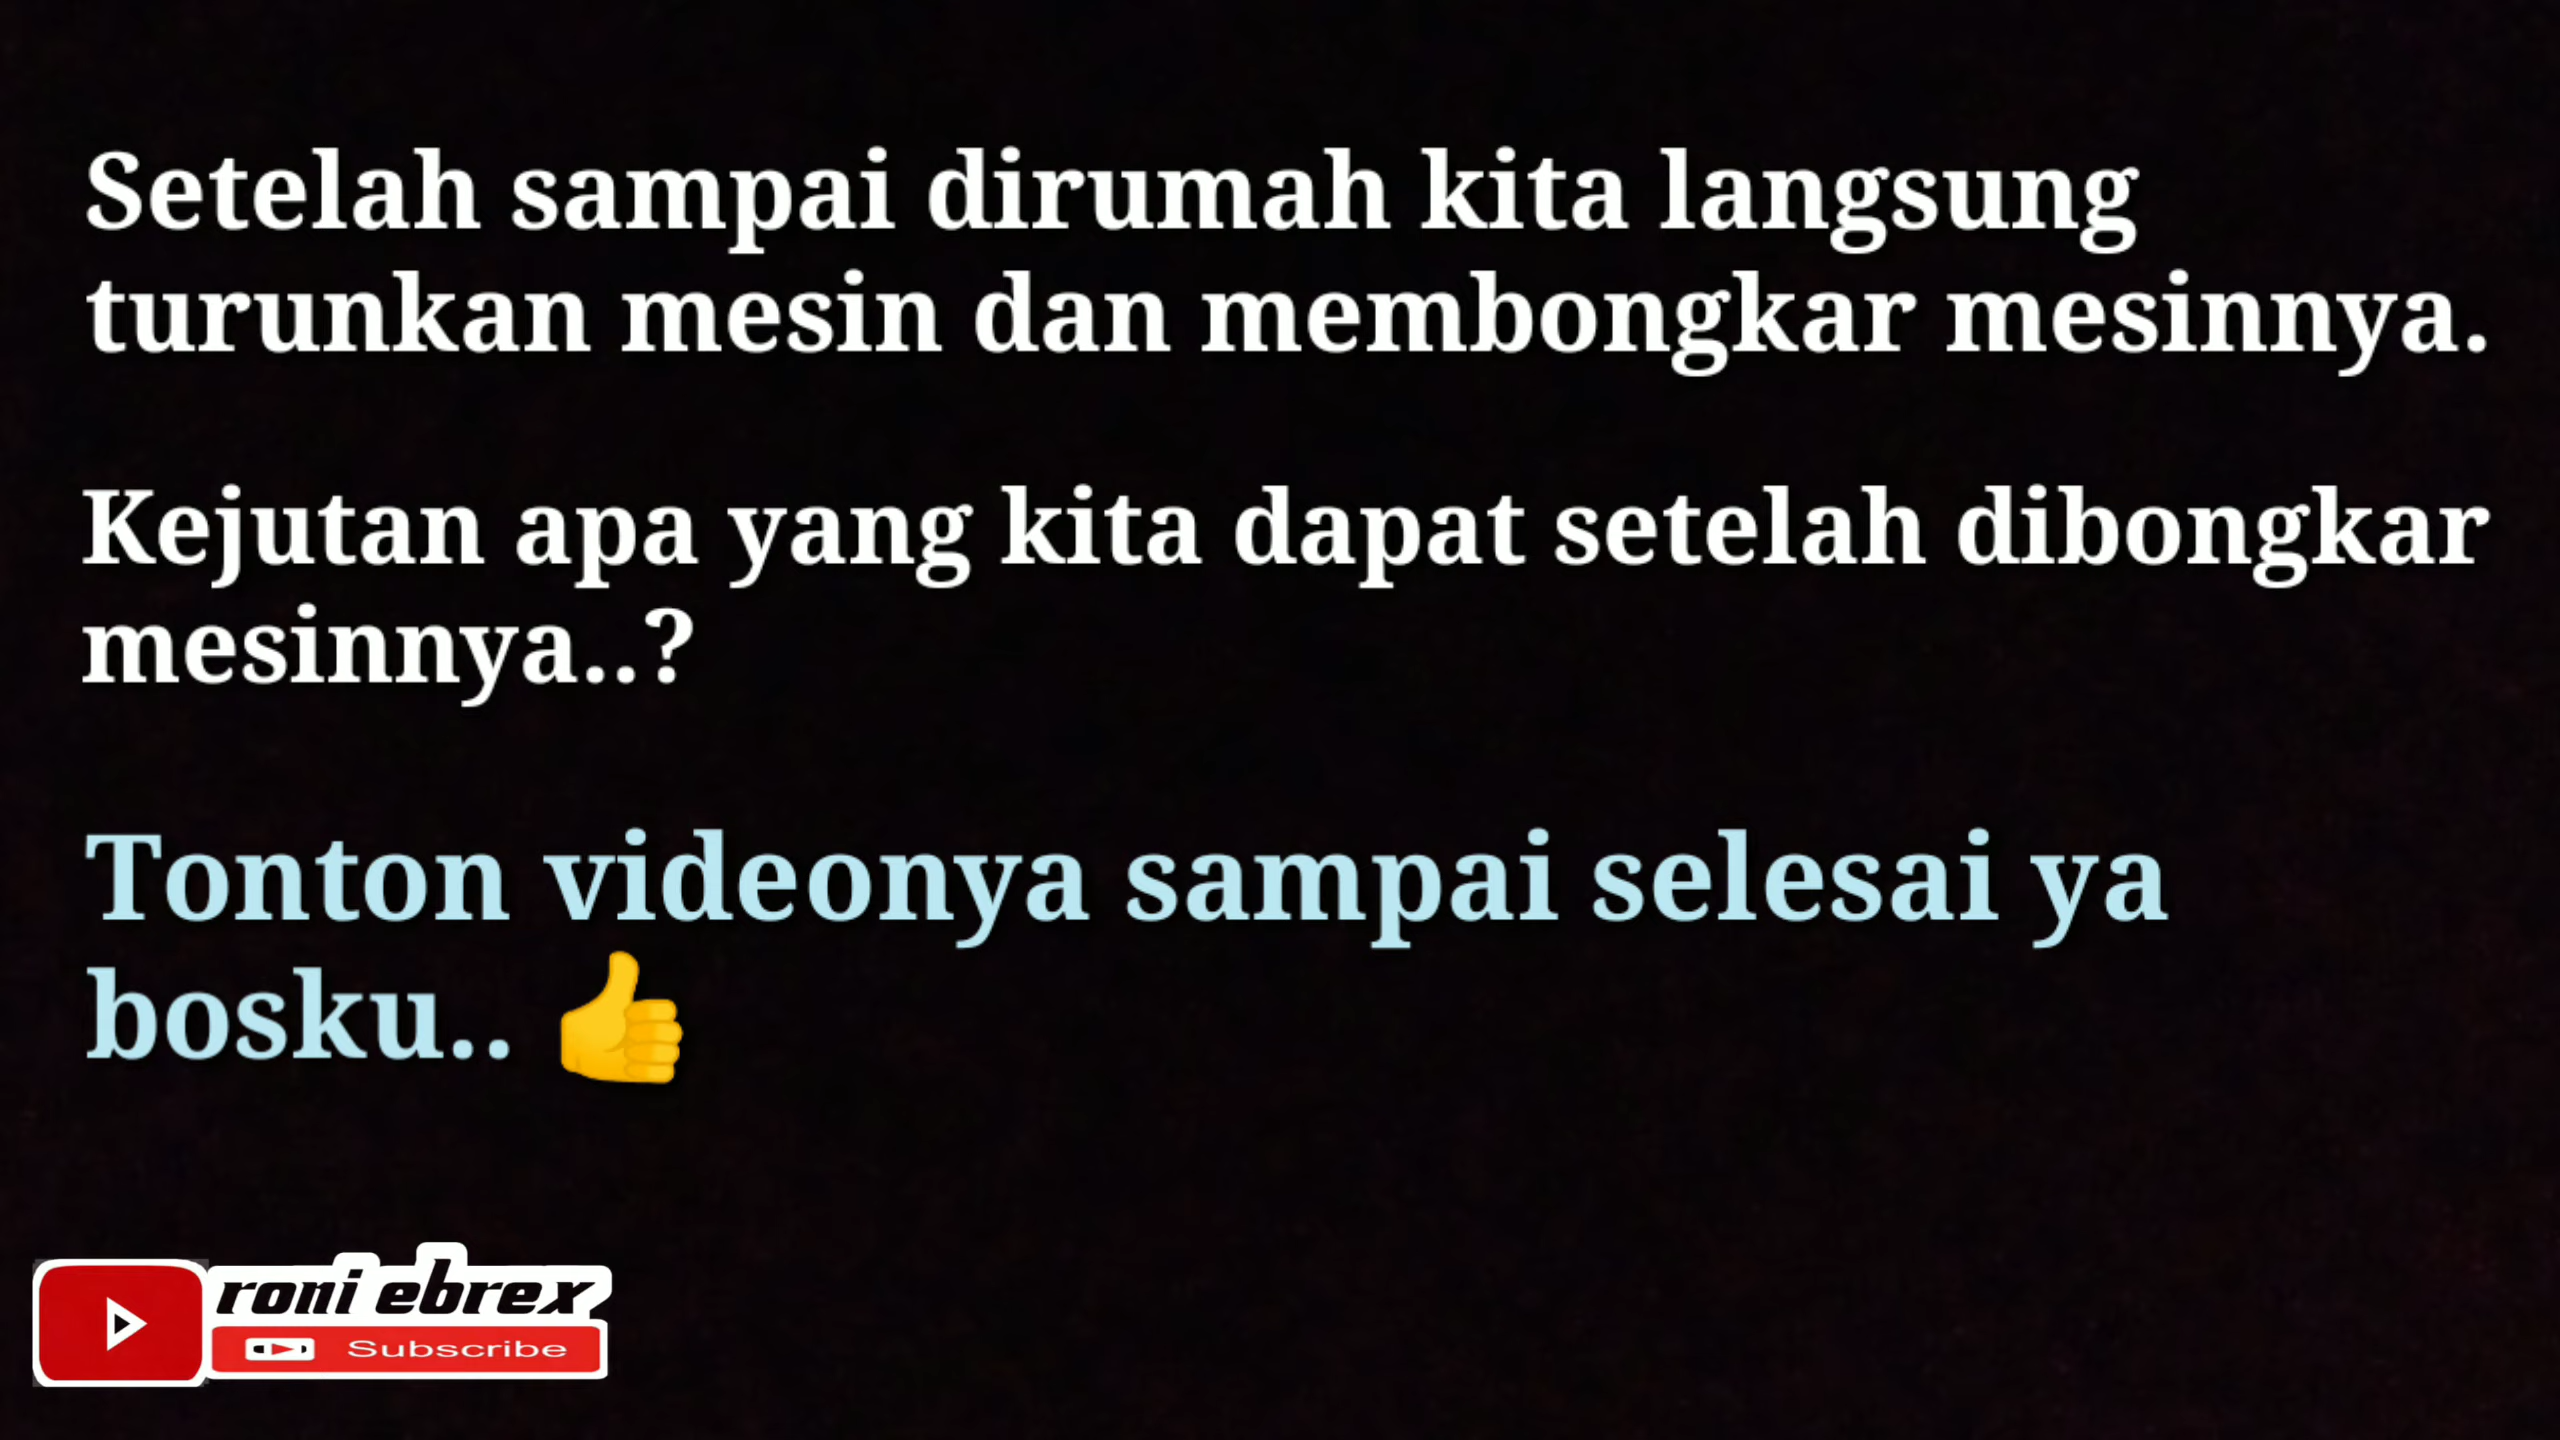 Setelah sampai dirumah kita langsung
turunkan mesin dan membongkar mesinnya.
Kejutan apa yang kita dapat setelah dibongkar
mesinnya..?
Tonton videonya sampai selesai ya
bosku.. 👍
roni ebrex
Subscribe